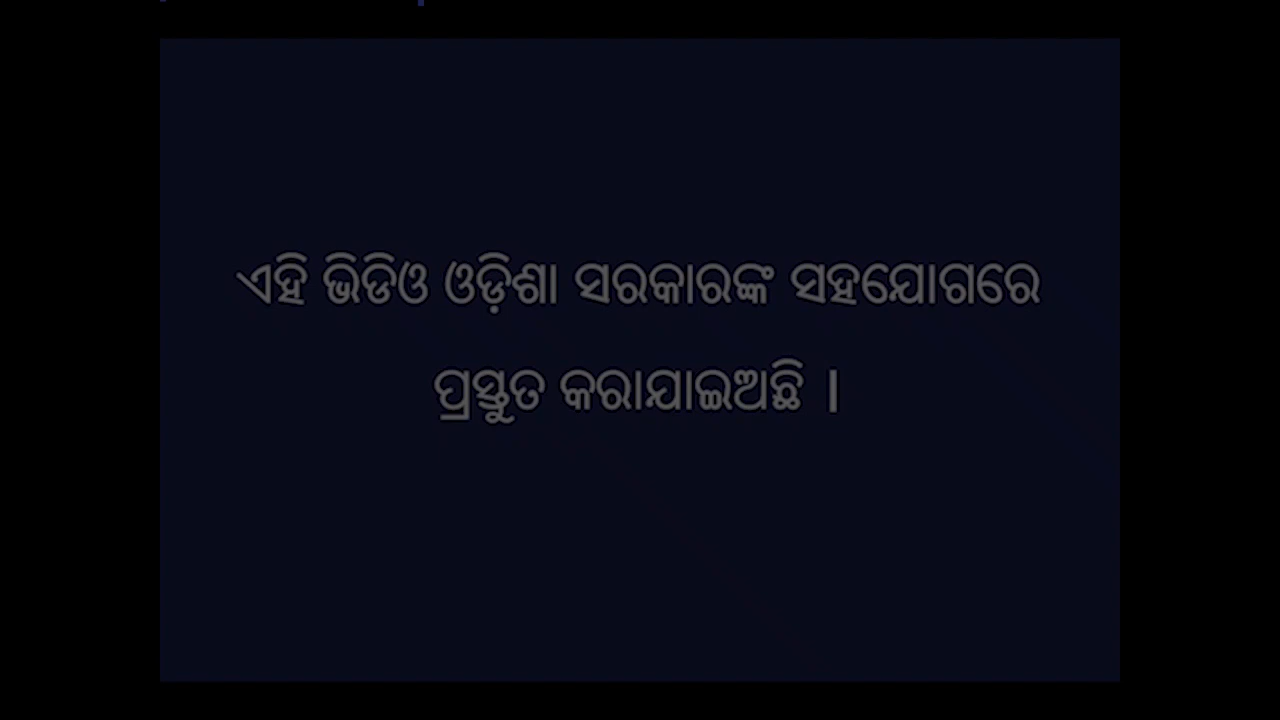 ଏହି ଭିଡିଓ ଓଡ଼ିଶା ସରକାରଙ୍କ ସହଯୋଗରେ
ପ୍ରସ୍ତୁତ କରାଯାଇଅଛି ।